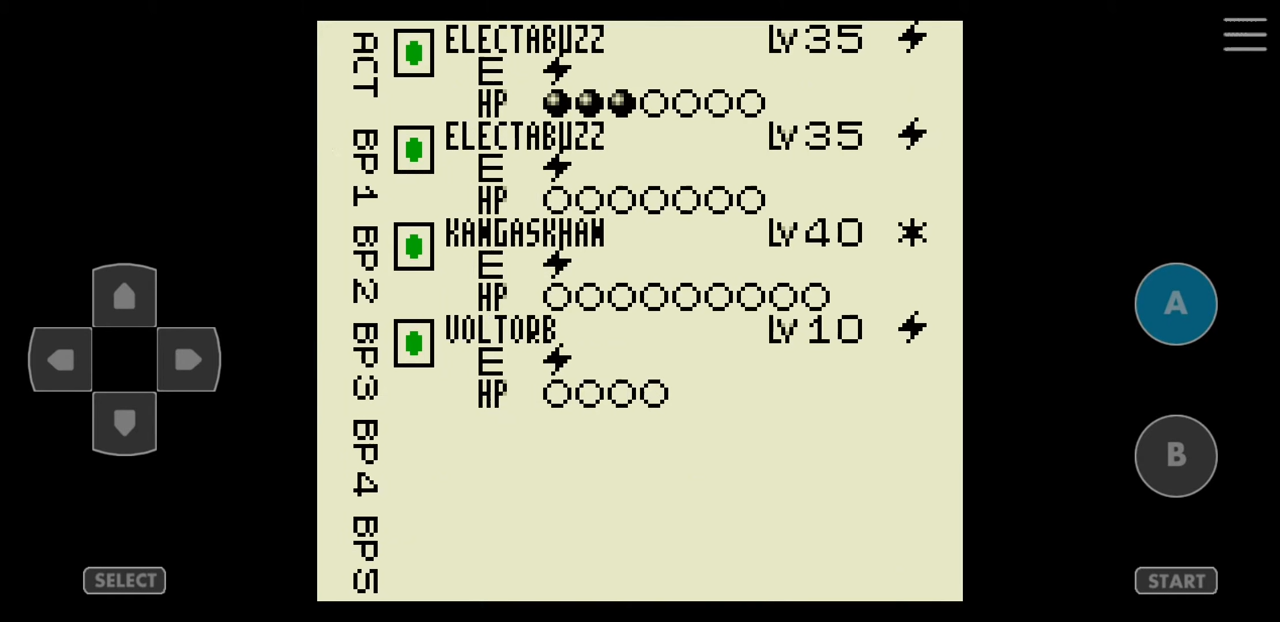 ACT ELECTABUZZ Lv35
E
HP
BP1 ELECTABUZZ Lv35
E
HP
BP2 KANGASKHAN Lv40
E
HP
BP3 VOLTORB Lv10
E
HP
BP4
BP5
A
B
SELECT
START